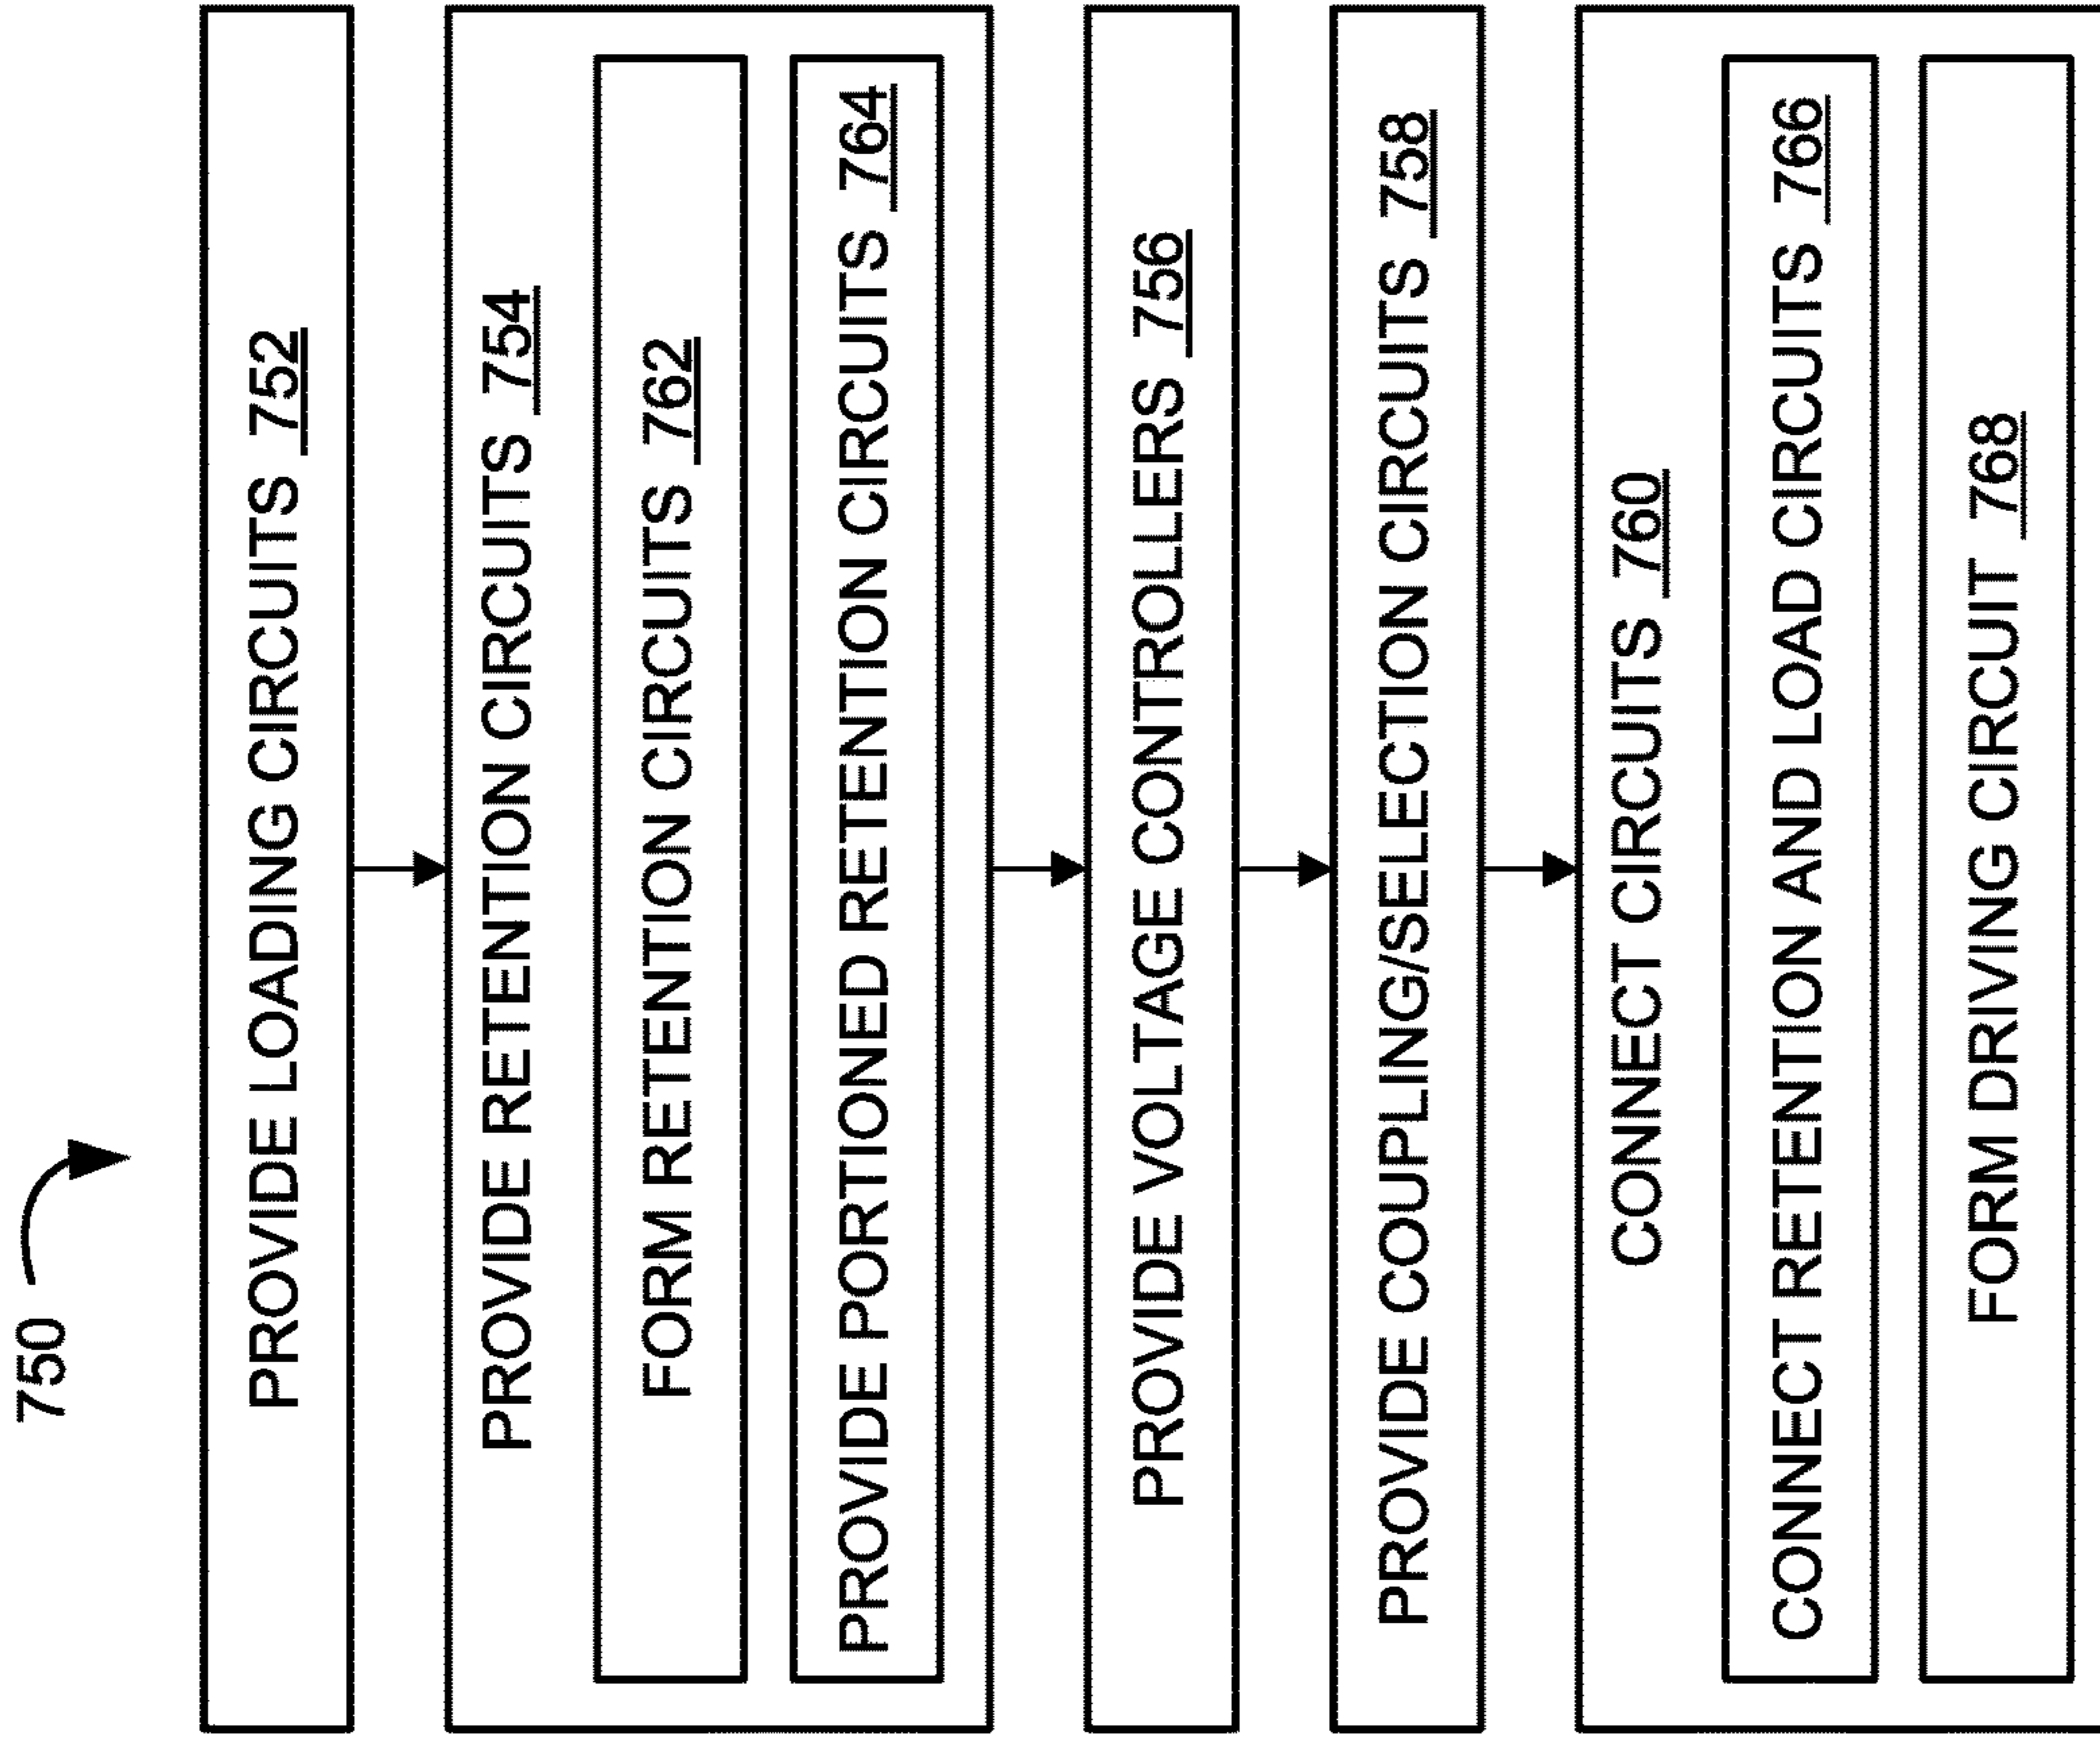 750
PROVIDE LOADING CIRCUITS 752
PROVIDE RETENTION CIRCUITS 754
FORM RETENTION CIRCUITS 762
PROVIDE PORTIONED RETENTION CIRCUITS 764
PROVIDE VOLTAGE CONTROLLERS 756
PROVIDE COUPLING/SELECTION CIRCUITS 758
CONNECT CIRCUITS 760
CONNECT RETENTION AND LOAD CIRCUITS 766
FORM DRIVING CIRCUIT 768